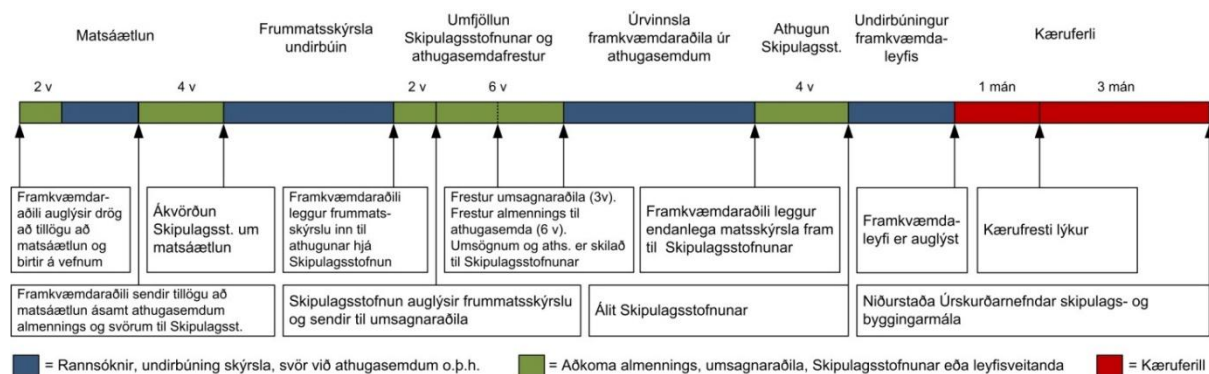 Matsáætlun
Frummatsskýrsla
undirbúin
Umfjöllun
Skipulagsstofnunar og
athugasemdafrestur
Úrvinnsla
framkvæmdaraðila úr
athugasemdum
Athugun
Skipulagsst.
Undirbúningur
framkvæmda-
leyfis
Kæruferli
2 v
4 v
2 v
6 v
4 v
1 mán
3 mán
Framkvæmdar-
aðili auglýsir drög
að tillögu að
matsáætlun og
birtir á vefnum
Ákvörðun
Skipulagsst. um
matsáætlun
Framkvæmdaraðili
leggur frummats-
skýrslu inn til
athugunar hjá
Skipulagsstofnun
Frestur umsagnaraðila (3v).
Frestur almennings til
athugasemda (6 v).
Umsögnum og aths. er skilað
til Skipulagsstofnunar
Framkvæmdaraðili leggur
endanlega matsskýrsla fram
til Skipulagsstofnunar
Framkvæmda-
leyfi er auglýst
Kærufresti lýkur
Framkvæmdaraðili sendir tillögu að
matsáætlun ásamt athugasemdum
almennings og svörum til Skipulagsst.
Skipulagsstofnun auglýsir frummatsskýrslu
og sendir til umsagnaraðila
Álit Skipulagsstofnunar
Niðurstaða Úrskurðarnefndar skipulags- og
byggingarmála
= Rannsóknir, undirbúning skýrsla, svör við athugasemdum o.þ.h.
= Aðkoma almennings, umsagnaraðila, Skipulagsstofnunar eða leyfisveitanda
= Kæruferill